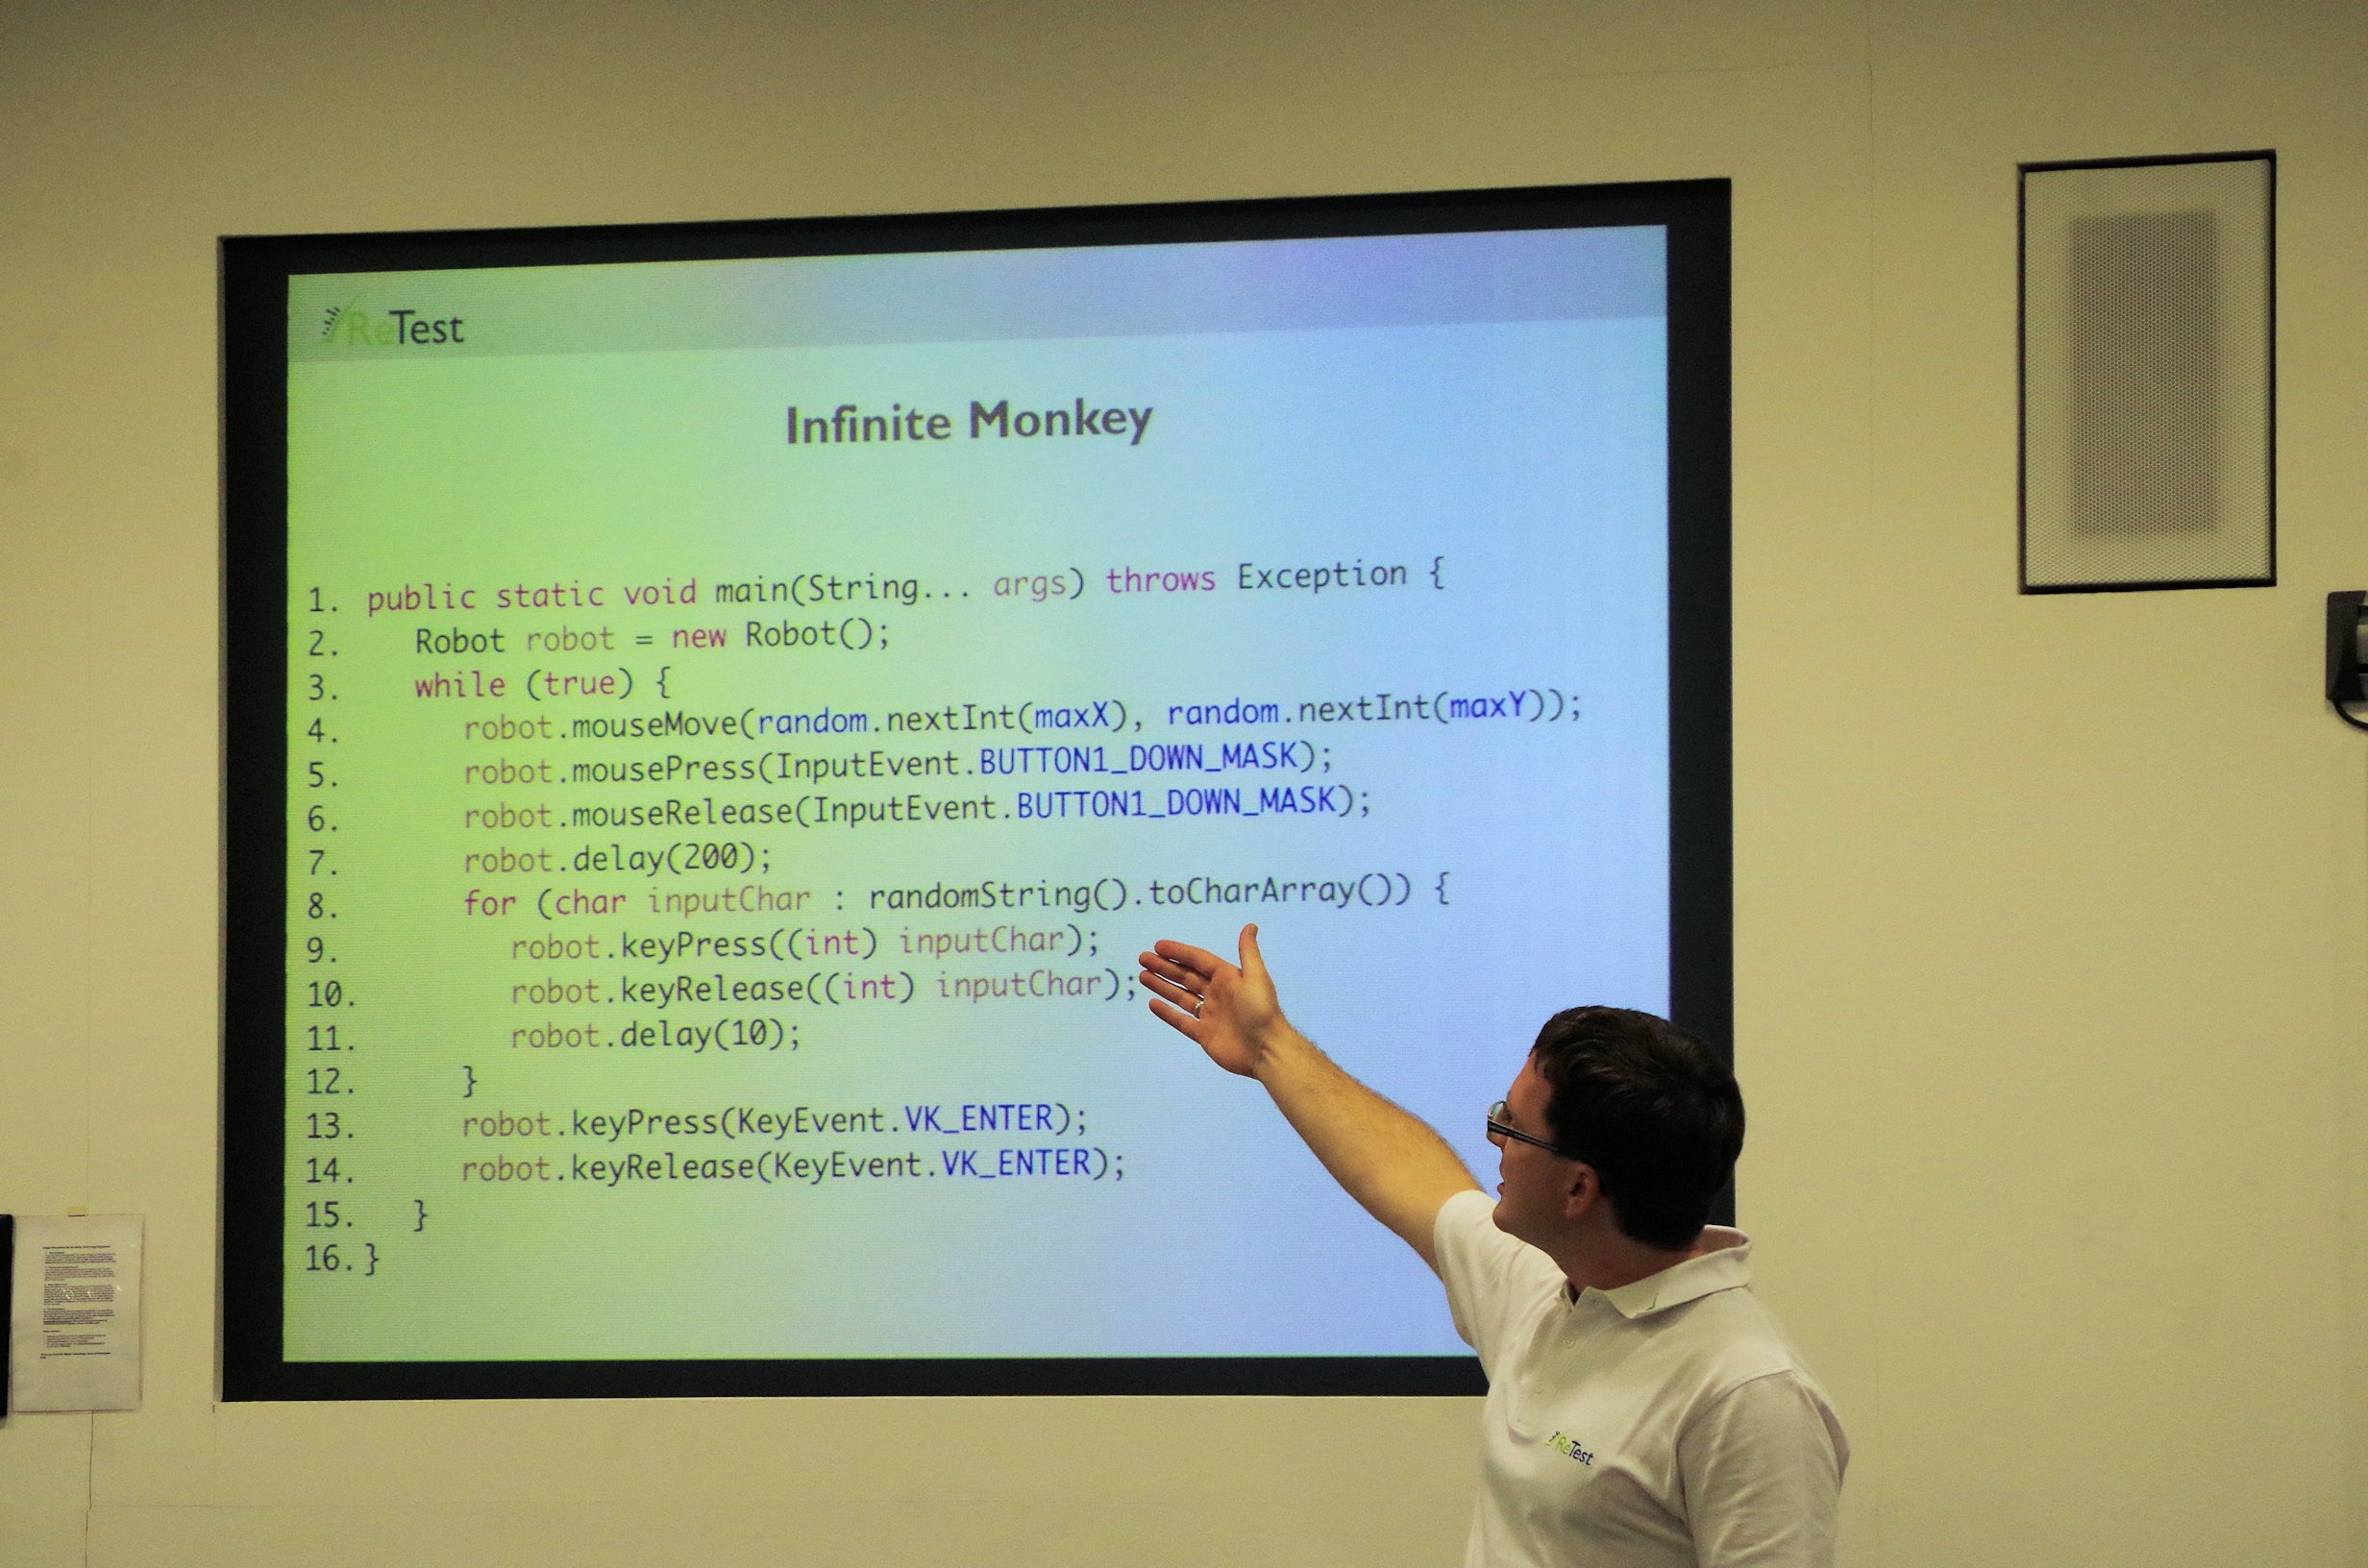 ReTest
Infinite Monkey
1. public static void main(String... args) throws Exception {
2. Robot robot = new Robot();
3. while (true) {
4. robot.mouseMove(random.nextInt(maxX), random.nextInt(maxY));
5. robot.mousePress(InputEvent.BUTTON1_DOWN_MASK);
6. robot.mouseRelease(InputEvent.BUTTON1_DOWN_MASK);
7. robot.delay(200);
8. for (char inputChar : randomString().toCharArray()) {
9. robot.keyPress((int) inputChar);
10. robot.keyRelease((int) inputChar);
11. robot.delay(10);
12. }
13. robot.keyPress(KeyEvent.VK_ENTER);
14. robot.keyRelease(KeyEvent.VK_ENTER);
15. }
16. }
ReTest